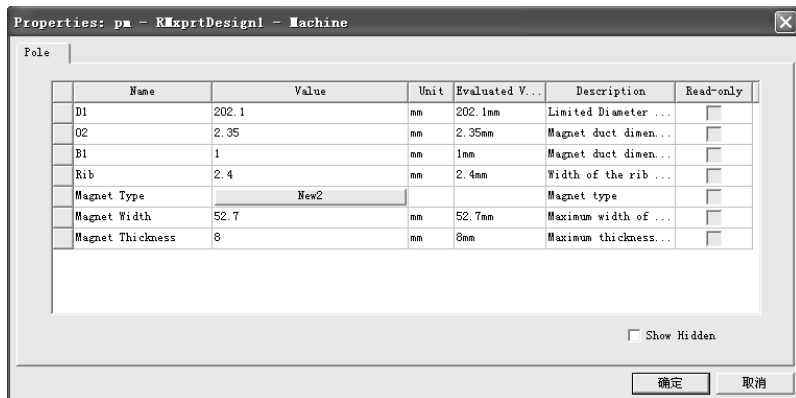 Properties: pm - RMxprtDesign1 - Machine
Pole
Name Value Unit Evaluated V... Description Read-only
D1 202.1 mm 202.1mm Limited Diameter ...
O2 2.35 mm 2.35mm Magnet duct dimen...
B1 1 mm 1mm Magnet duct dimen...
Rib 2.4 mm 2.4mm Width of the rib ...
Magnet Type New2 Magnet type
Magnet Width 52.7 mm 52.7mm Maximum width of ...
Magnet Thickness 8 mm 8mm Maximum thickness...
Show Hidden
确定 取消